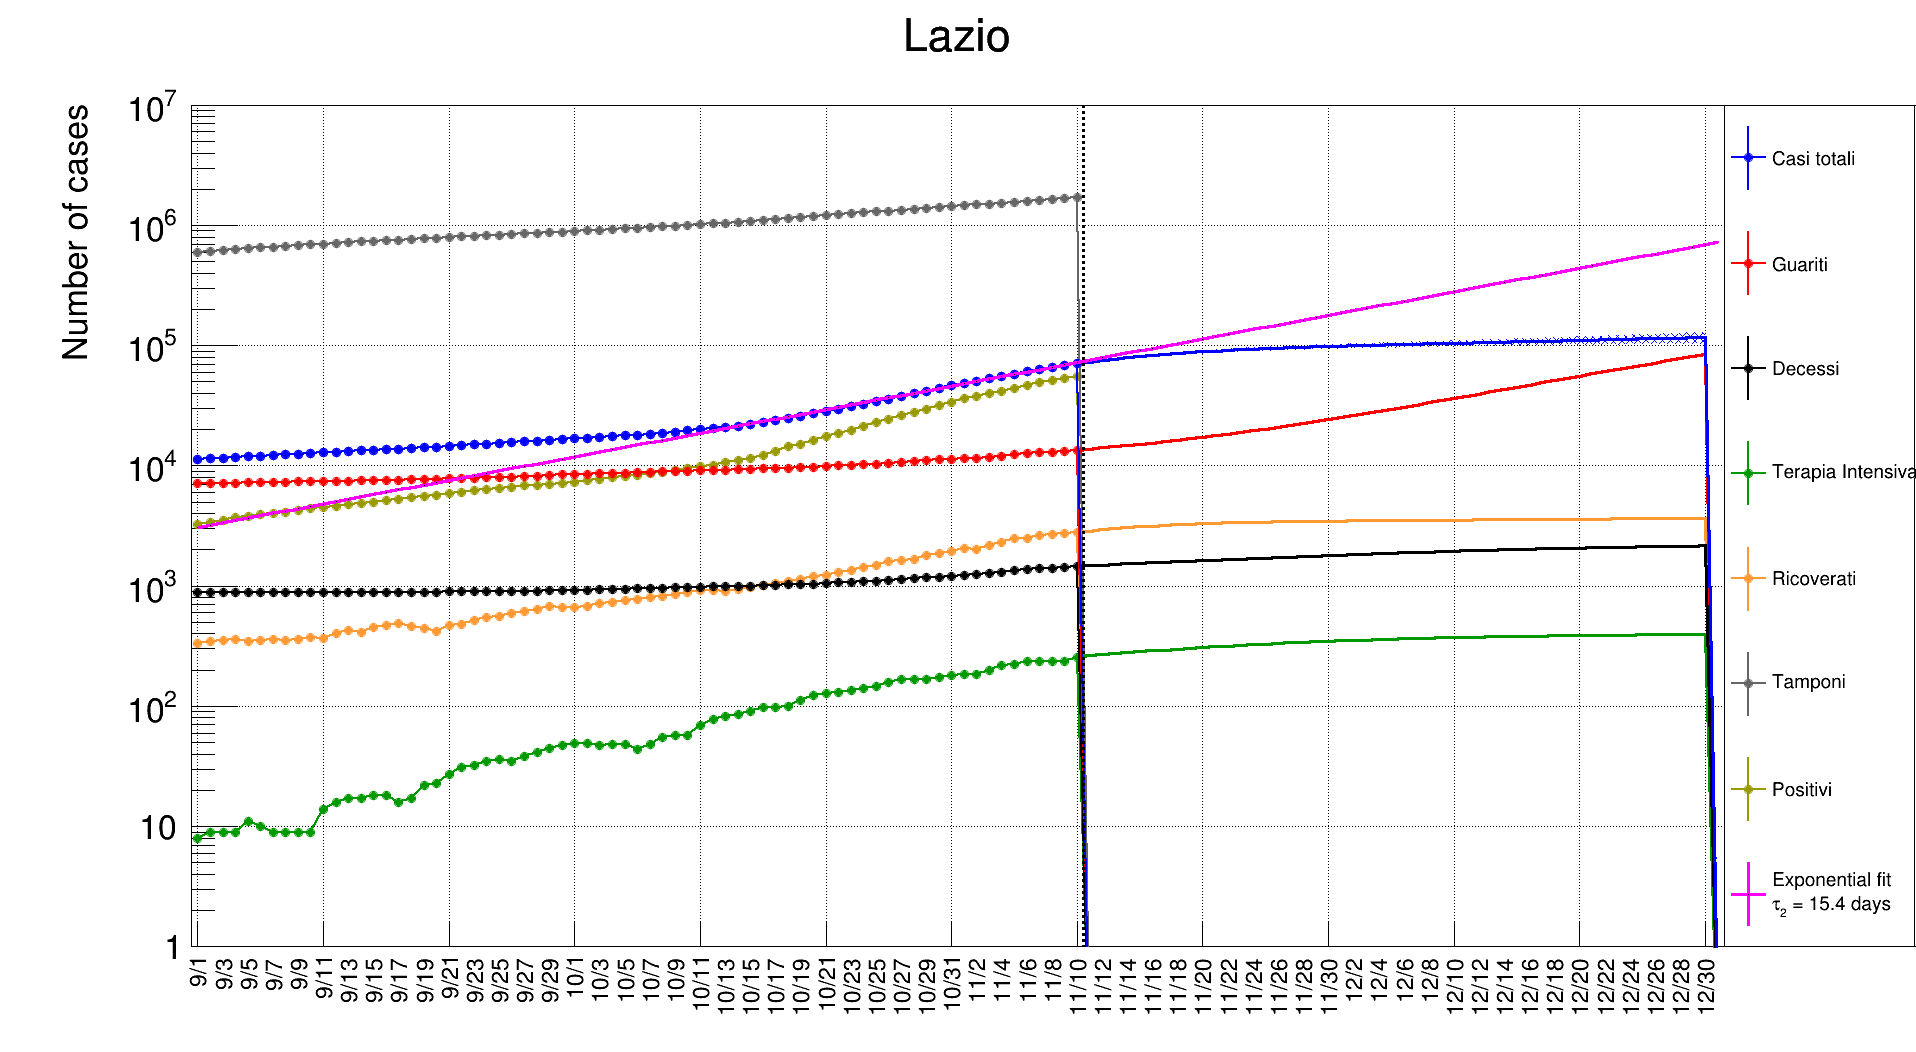 Lazio
Number of cases
10^7
10^6
10^5
10^4
10^3
10^2
10
1
9/1 9/3 9/5 9/7 9/9 9/11 9/13 9/15 9/17 9/19 9/21 9/23 9/25 9/27 9/29 10/1 10/3 10/5 10/7 10/9 10/11 10/13 10/15 10/17 10/19 10/21 10/23 10/25 10/27 10/29 10/31 11/2 11/4 11/6 11/8 11/10 11/12 11/14 11/16 11/18 11/20 11/22 11/24 11/26 11/28 11/30 12/2 12/4 12/6 12/8 12/10 12/12 12/14 12/16 12/18 12/20 12/22 12/24 12/26 12/28 12/30
Casi totali
Guariti
Decessi
Terapia Intensiva
Ricoverati
Tamponi
Positivi
Exponential fit
τ₂ = 15.4 days